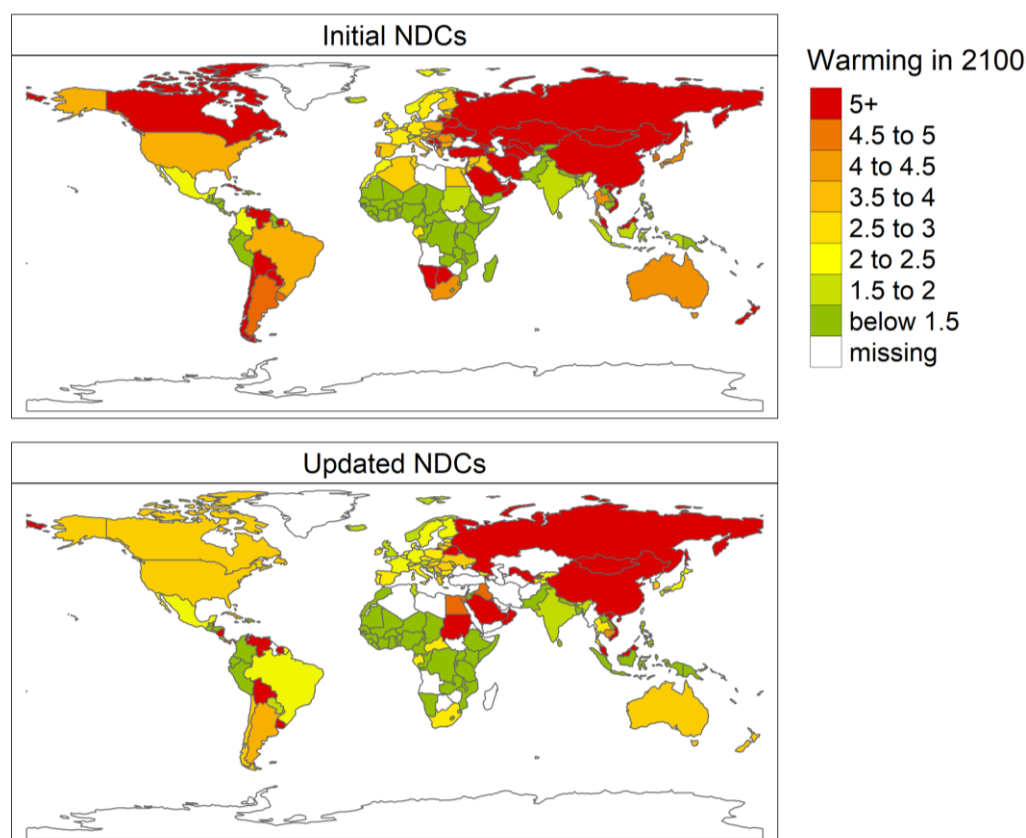 Initial NDCs
Warming in 2100
5+
4.5 to 5
4 to 4.5
3.5 to 4
2.5 to 3
2 to 2.5
1.5 to 2
below 1.5
missing
Updated NDCs